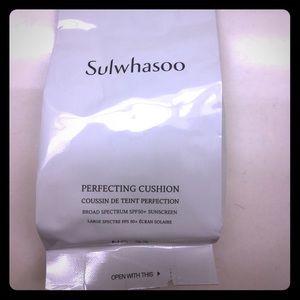 Sulwhasoo
PERFECTING CUSHION
COUSSIN DE TEINT PERFECTION
BROAD SPECTRUM SPF50+ SUNSCREEN
LARGE SPECTRE FPS 50+ ÉCRAN SOLAIRE
OPEN WITH THIS